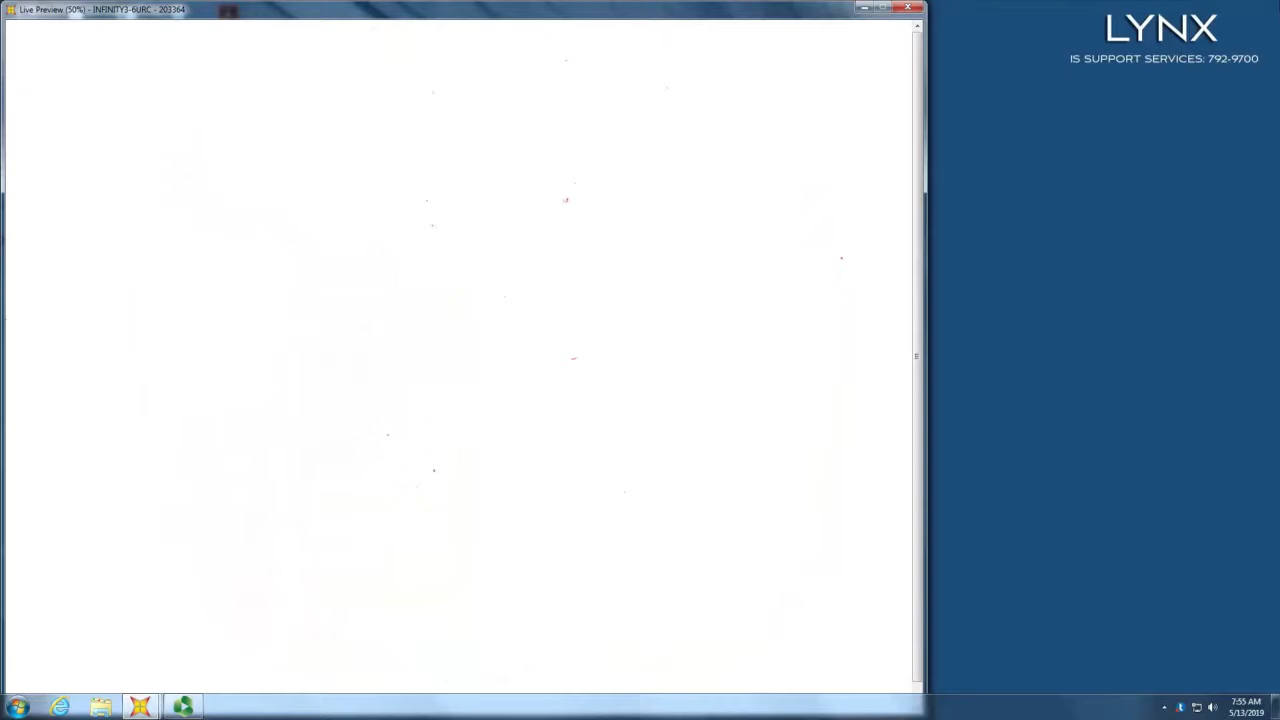 Live Preview (50%) - INFINITY3-6URC - 203364
LYNX
IS SUPPORT SERVICES: 792-9700
7:55 AM
5/13/2019